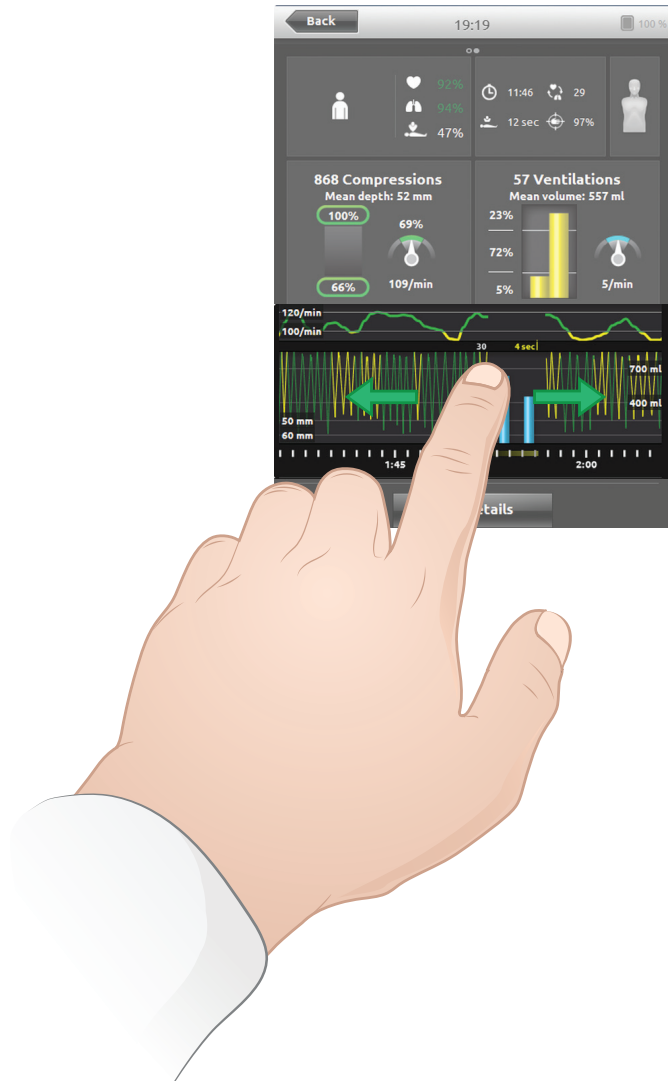 Back
19:19
100 %
92%
94%
47%
11:46
29
12 sec
97%
868 Compressions
Mean depth: 52 mm
100%
69%
66%
109/min
57 Ventilations
Mean volume: 557 ml
23%
72%
5%
5/min
120/min
100/min
30
4 sec
700 ml
400 ml
50 mm
60 mm
1:45
2:00